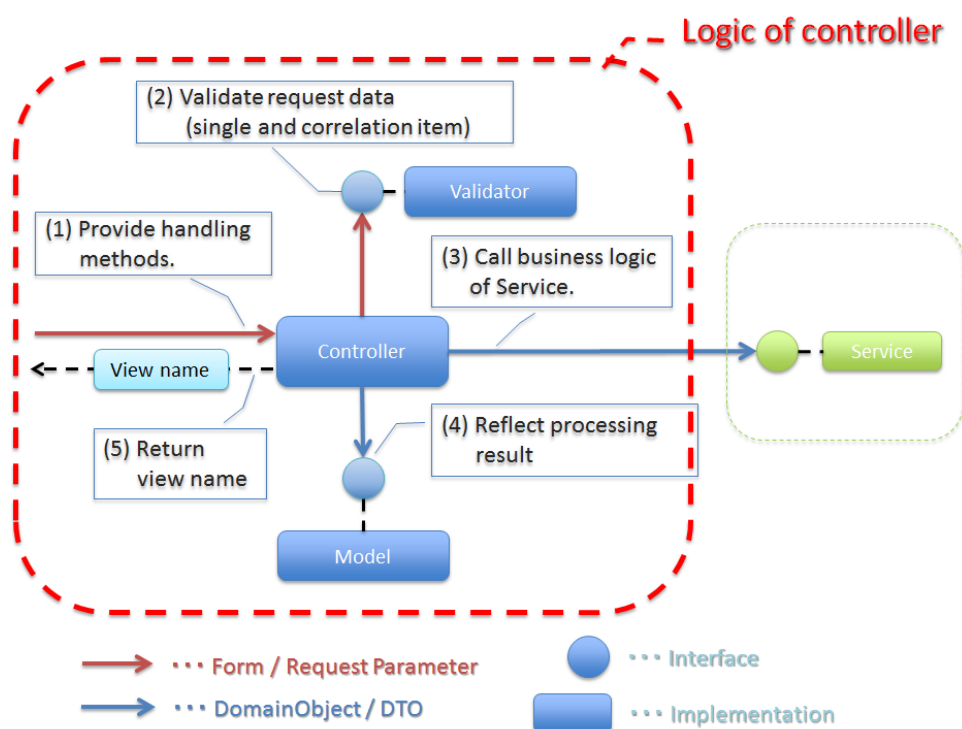 Logic of controller
(2) Validate request data
(single and correlation item)
Validator
(1) Provide handling
methods.
(3) Call business logic
of Service.
Controller
Service
View name
(4) Reflect processing
result
(5) Return
view name
Model
··· Form / Request Parameter
··· Interface
··· DomainObject / DTO
··· Implementation